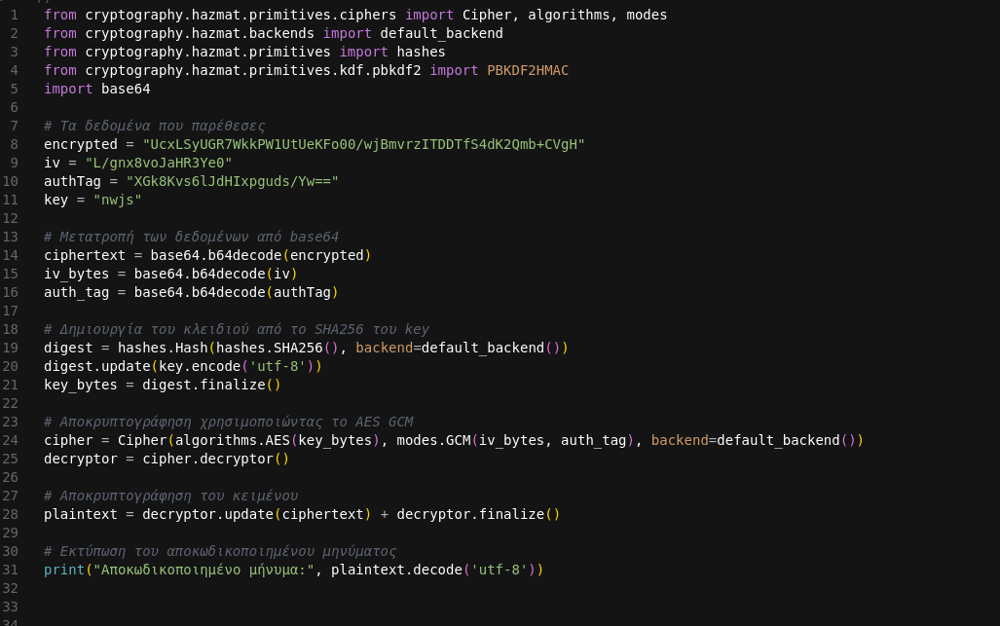 1 from cryptography.hazmat.primitives.ciphers import Cipher, algorithms, modes
2 from cryptography.hazmat.backends import default_backend
3 from cryptography.hazmat.primitives import hashes
4 from cryptography.hazmat.primitives.kdf.pbkdf2 import PBKDF2HMAC
5 import base64
6
7 # Τα δεδομένα που παρέθεσες
8 encrypted = "UcxLSyUGR7WkkPW1UtUeKFo00/wjBmvrzITDDTfS4dK2Qmb+CVgH"
9 iv = "L/gnx8voJaHR3Ye0"
10 authTag = "XGk8Kvs6lJdHIxpguds/Yw=="
11 key = "nwjs"
12
13 # Μετατροπή των δεδομένων από base64
14 ciphertext = base64.b64decode(encrypted)
15 iv_bytes = base64.b64decode(iv)
16 auth_tag = base64.b64decode(authTag)
17
18 # Δημιουργία του κλειδιού από το SHA256 του key
19 digest = hashes.Hash(hashes.SHA256(), backend=default_backend())
20 digest.update(key.encode('utf-8'))
21 key_bytes = digest.finalize()
22
23 # Αποκρυπτογράφηση χρησιμοποιώντας το AES GCM
24 cipher = Cipher(algorithms.AES(key_bytes), modes.GCM(iv_bytes, auth_tag), backend=default_backend())
25 decryptor = cipher.decryptor()
26
27 # Αποκρυπτογράφηση του κειμένου
28 plaintext = decryptor.update(ciphertext) + decryptor.finalize()
29
30 # Εκτύπωση του αποκωδικοποιημένου μηνύματος
31 print("Αποκωδικοποιημένο μήνυμα:", plaintext.decode('utf-8'))
32
33
34